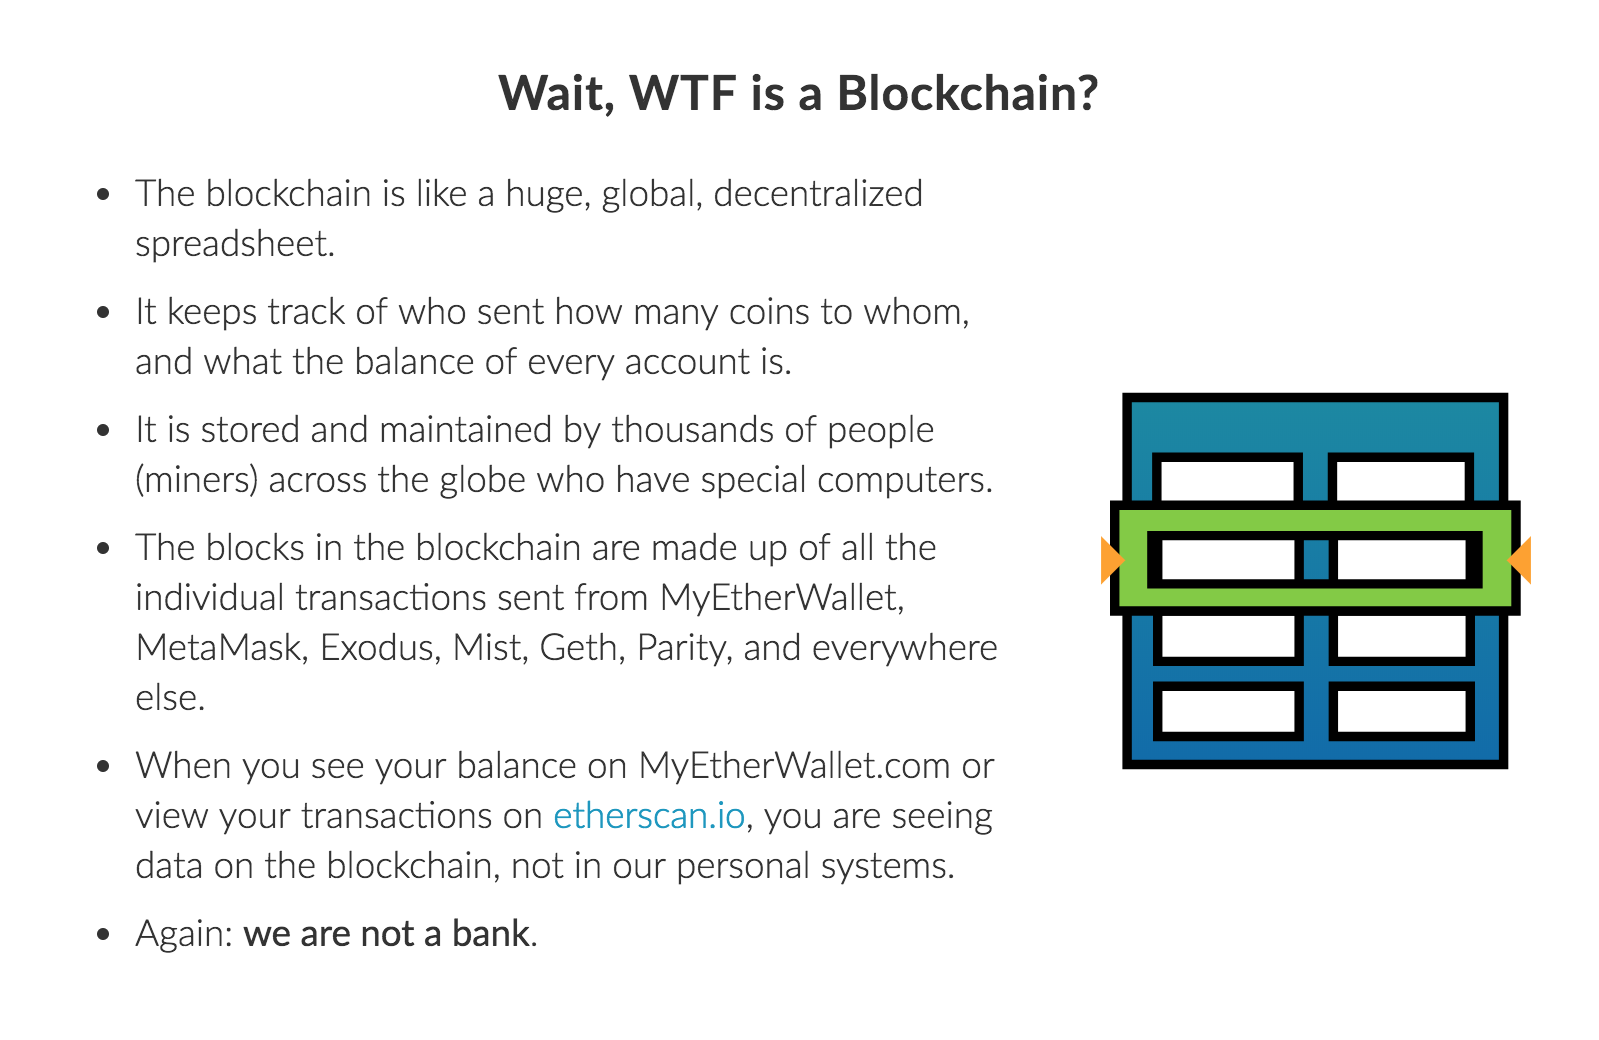 Wait, WTF is a Blockchain?
• The blockchain is like a huge, global, decentralized
spreadsheet.
• It keeps track of who sent how many coins to whom,
and what the balance of every account is.
• It is stored and maintained by thousands of people
(miners) across the globe who have special computers.
• The blocks in the blockchain are made up of all the
individual transactions sent from MyEtherWallet,
MetaMask, Exodus, Mist, Geth, Parity, and everywhere
else.
• When you see your balance on MyEtherWallet.com or
view your transactions on etherscan.io, you are seeing
data on the blockchain, not in our personal systems.
• Again: we are not a bank.